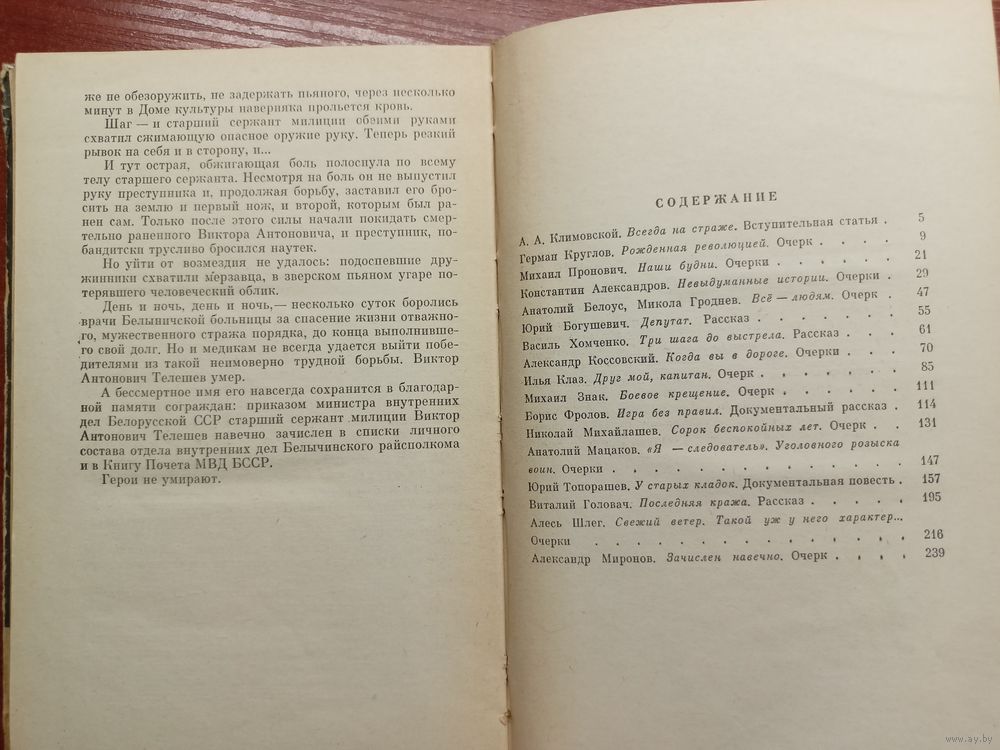 же не обезоружить, не задержать пьяного, через несколько
минут в Доме культуры наверняка прольется кровь.
Шаг — и старший сержант милиции обеими руками
схватил сжимающую опасное оружие руку. Теперь резкий
рывок на себя и в сторону, и...
И тут острая, обжигающая боль полоснула по всему
телу старшего сержанта. Несмотря на боль он не выпустил
руку преступника и, продолжая борьбу, заставил его бро-
сить на землю и первый нож, и второй, которым был ра-
нен сам. Только после этого силы начали покидать смер-
тельно раненного Виктора Антоновича, и преступник, по-
бандитски трусливо бросился наутек.
Но уйти от возмездия не удалось: подоспевшие дру-
жинники схватили мерзавца, в зверском пьяном угаре по-
терявшего человеческий облик.
День и ночь, день и ночь,— несколько суток боролись
врачи Белыничской больницы за спасение жизни отважно-
го, мужественного стража порядка, до конца выполнивше-
го свой долг. Но и медикам не всегда удается выйти побе-
дителями из такой неимоверно трудной борьбы. Виктор
Антонович Телешев умер.
А бессмертное имя его навсегда сохранится в благодар-
ной памяти сограждан: приказом министра внутренних
дел Белорусской ССР старший сержант милиции Виктор
Антонович Телешев навечно зачислен в списки личного
состава отдела внутренних дел Белычинского райсполкома
и в Книгу Почета МВД БССР.
Герои не умирают.
СОДЕРЖАНИЕ
А. А. Климовской. Всегда на страже. Вступительная статья . 5
Герман Круглов. Рожденная революцией. Очерк . . . . 9
Михаил Пронович. Наши будни. Очерки . . . . . 21
Константин Александров. Невыдуманные истории. Очерки . 29
Анатолий Белоус, Микола Гроднев. Всё — людям. Очерк . 47
Юрий Богушевич. Депутат. Рассказ . . . . . . 55
Василь Хомченко. Три шага до выстрела. Рассказ . . . 61
Александр Коссовский. Когда вы в дороге. Очерки . . . 70
Илья Клаз. Друг мой, капитан. Очерк . . . . . . 85
Михаил Знак. Боевое крещение. Очерк . . . . . 111
Борис Фролов. Игра без правил. Документальный рассказ . 114
Николай Михайлашев. Сорок беспокойных лет. Очерк . . 131
Анатолий Мацаков. «Я — следователь». Уголовного розыска
воин. Очерки . . . . . . . . . . . 147
Юрий Топорашев. У старых кладок. Документальная повесть . 157
Виталий Головач. Последняя кража. Рассказ . . . . . 195
Алесь Шлег. Свежий ветер. Такой уж у него характер...
Очерки . . . . . . . . . . . . 216
Александр Миронов. Зачислен навечно. Очерк . . . . 239
www.ay.by